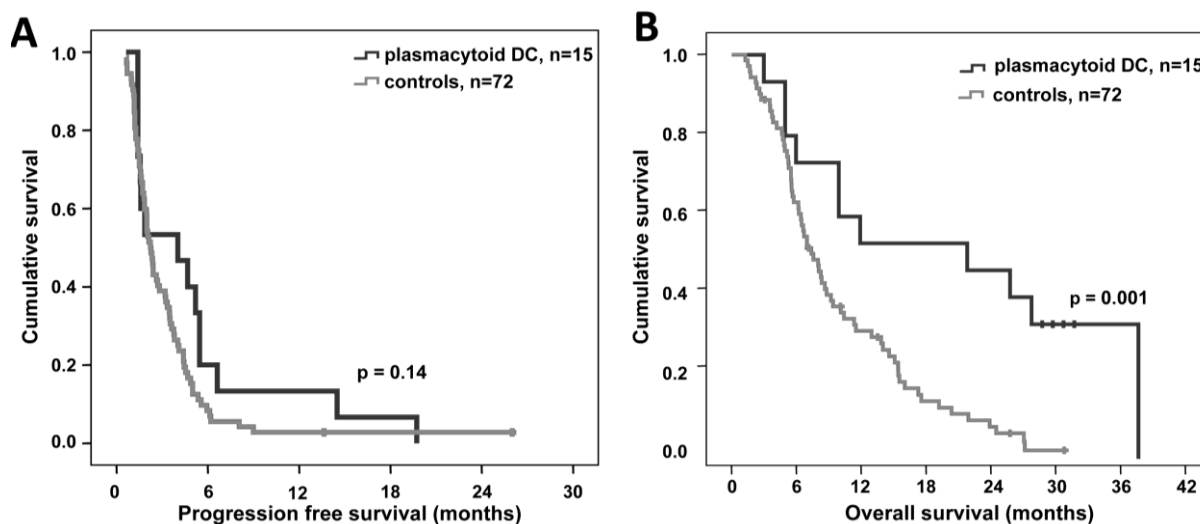 A
plasmacytoid DC, n=15
controls, n=72
Cumulative survival
1.0
0.8
0.6
0.4
0.2
0.0
p = 0.14
0 6 12 18 24 30
Progression free survival (months)
B
plasmacytoid DC, n=15
controls, n=72
Cumulative survival
1.0
0.8
0.6
0.4
0.2
0.0
p = 0.001
0 6 12 18 24 30 36 42
Overall survival (months)